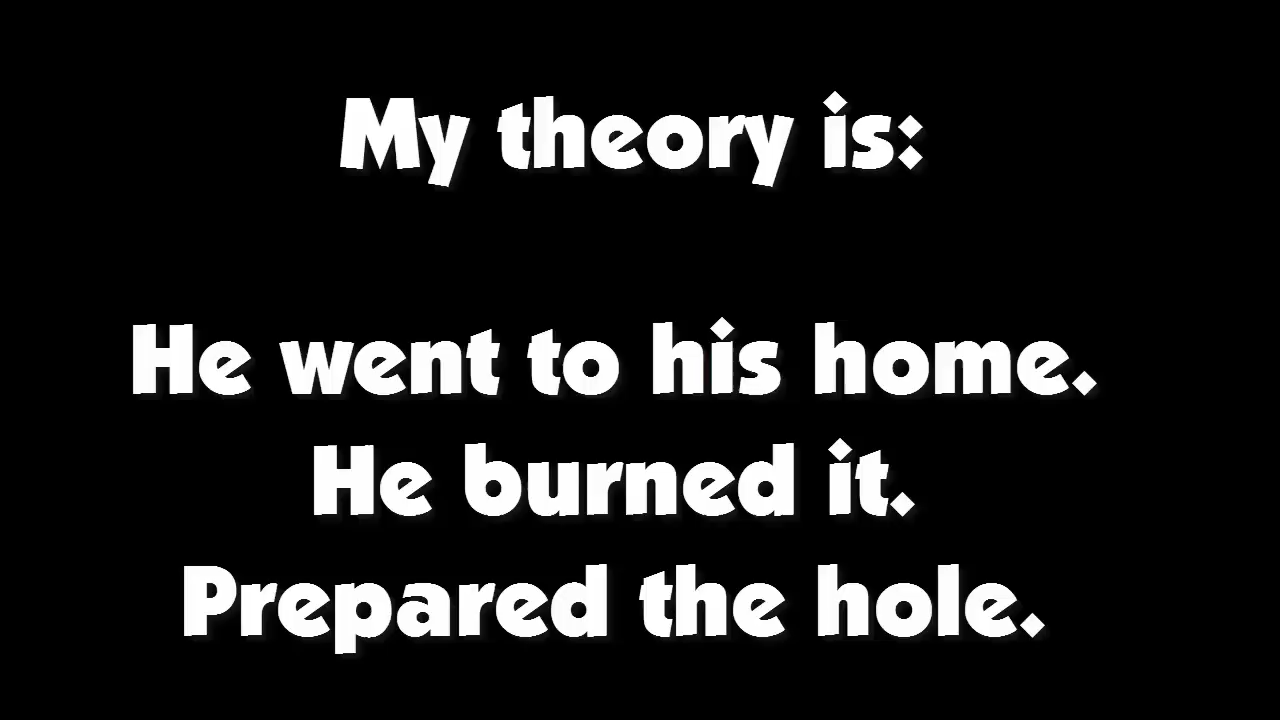 My theory is:
He went to his home.
He burned it.
Prepared the hole.